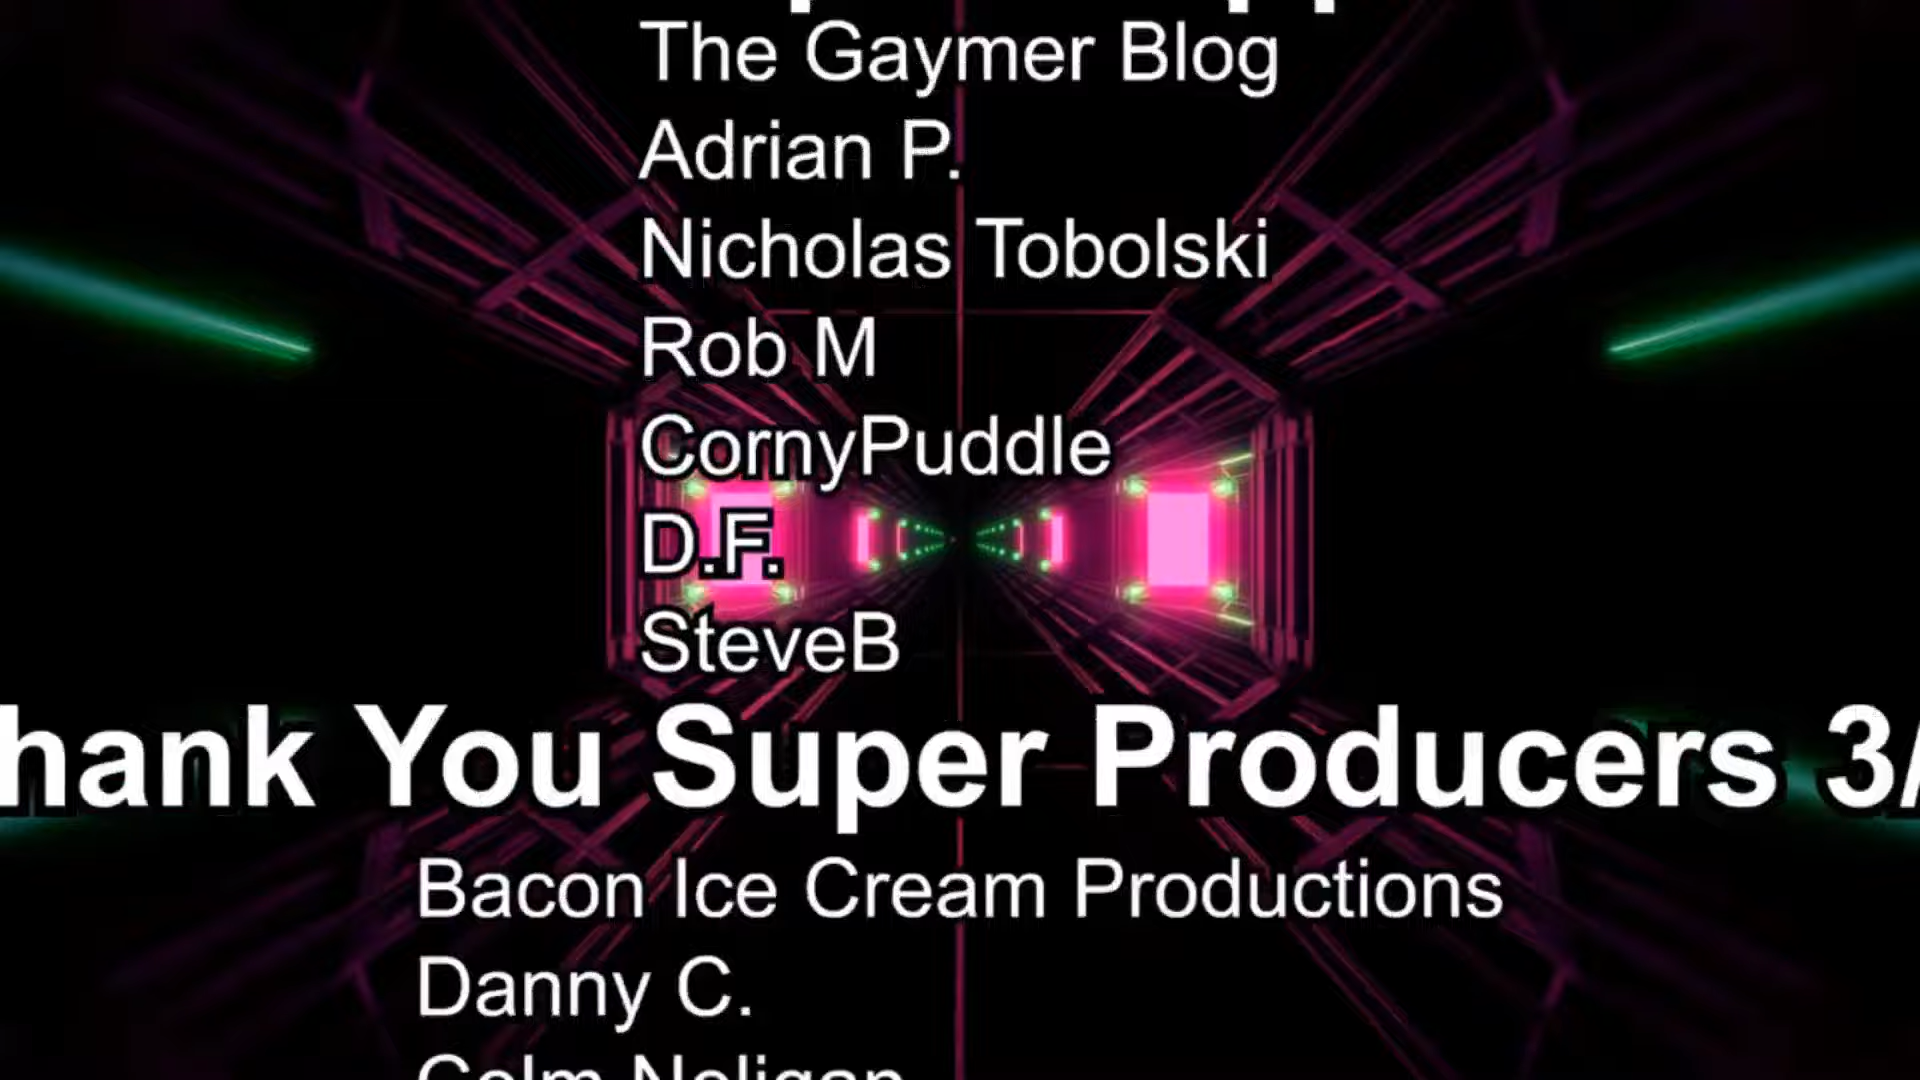 The Gaymer Blog
Adrian P.
Nicholas Tobolski
Rob M
CornyPuddle
D.F.
SteveB
hank You Super Producers 3/
Bacon Ice Cream Productions
Danny C.